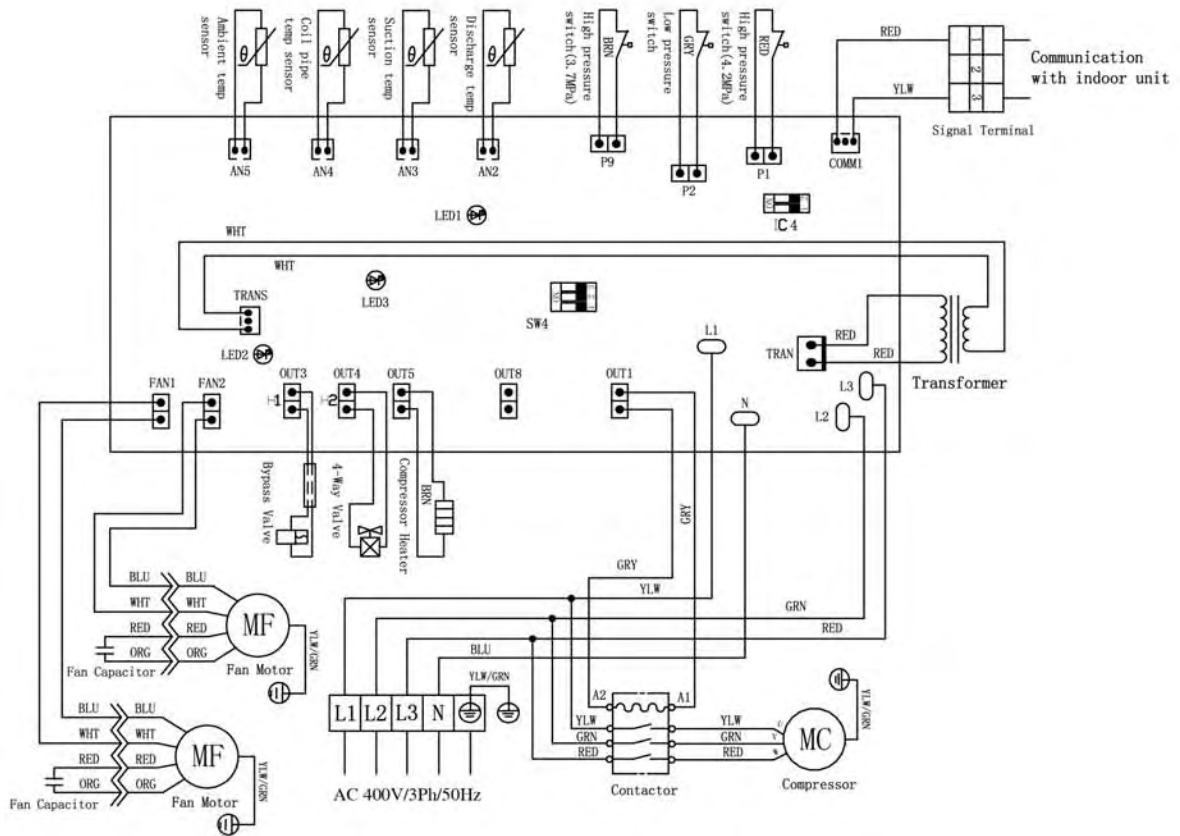 Ambient temp
sensor
Coil pipe
temp sensor
Suction temp
sensor
Discharge temp
sensor
High pressure
switch(3.7MPa)
BRN
Low pressure
switch
GRY
High pressure
switch(4.2MPa)
RED
RED
YLW
1
2
3
Communication
with indoor unit
Signal Terminal
θ
θ
θ
θ
AN5
AN4
AN3
AN2
P9
P2
P1
COMM1
LED1
IC4
WHT
WHT
TRANS
LED3
SW4
LED2
L1
TRAN
RED
RED
Transformer
L3
L2
N
FAN1
FAN2
OUT3
OUT4
OUT5
OUT8
OUT1
H1
H2
Bypass Valve
4-Way Valve
Compressor Heater
BRN
GRY
GRY
YLW
GRN
RED
BLU
BLU
BLU
WHT
WHT
RED
RED
ORG
ORG
MF
Fan Capacitor
Fan Motor
YLW/GRN
BLU
BLU
WHT
WHT
RED
RED
ORG
ORG
MF
Fan Capacitor
Fan Motor
YLW/GRN
L1
L2
L3
N
YLW/GRN
AC 400V/3Ph/50Hz
A2
A1
YLW
GRN
RED
YLW
GRN
RED
U
V
W
MC
YLW/GRN
Contactor
Compressor